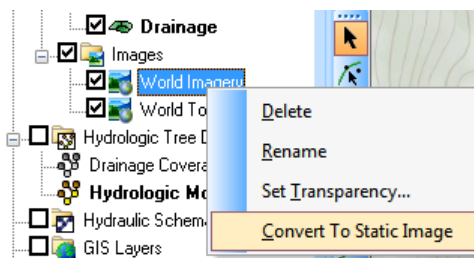 Drainage
Images
World Imagery
World To
Delete
Hydrologic Tree D
Rename
Drainage Covera
Hydrologic Mo
Set Transparency...
Hydraulic Schem
Convert To Static Image
GIS Layers